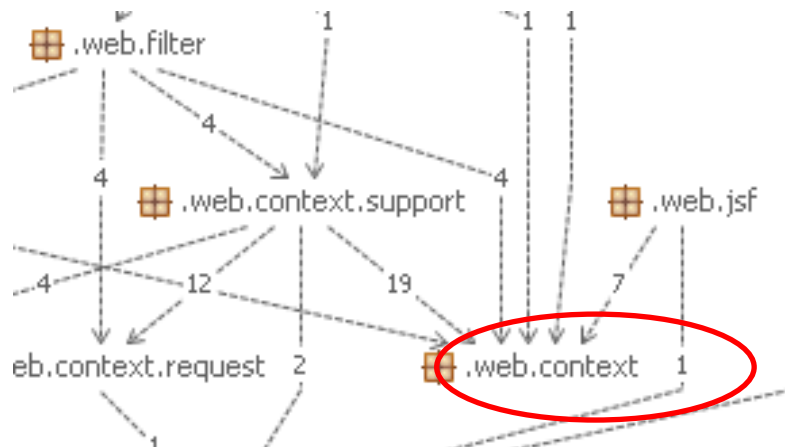 1
1
1
.web.filter
4
4
4
.web.context.support
.web.jsf
4
12
19
7
eb.context.request
2
.web.context
1
1